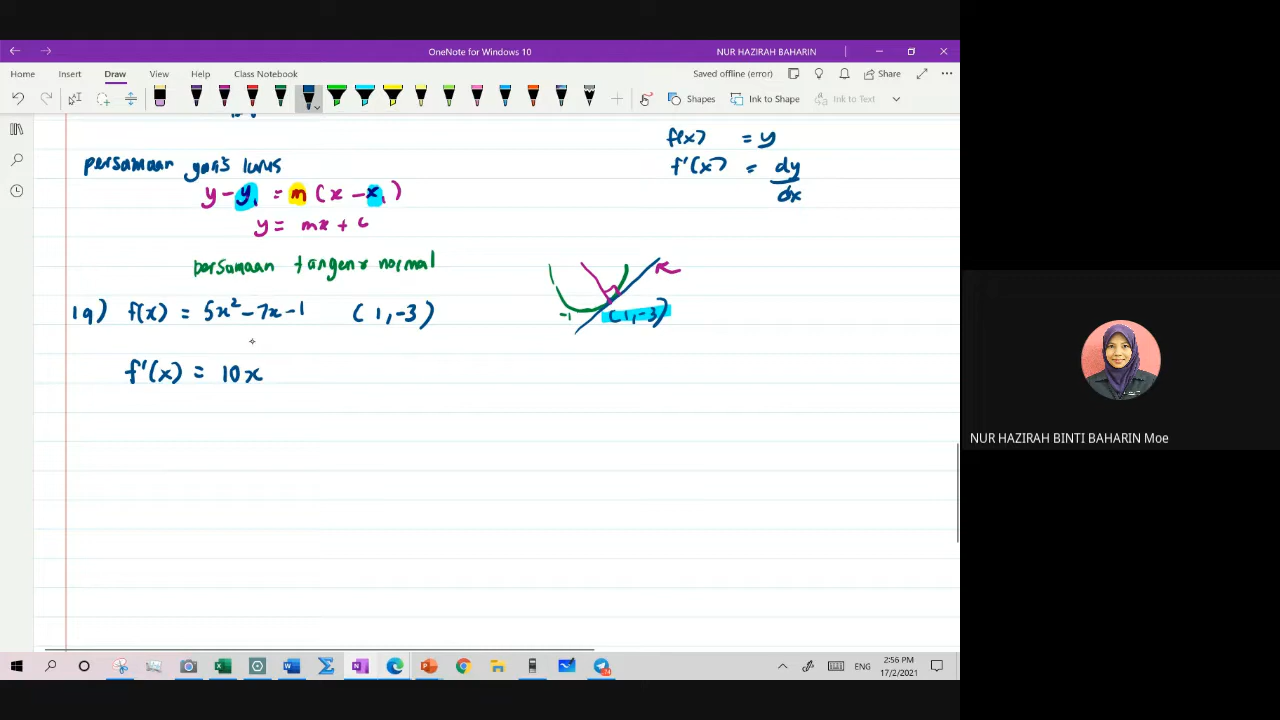 OneNote for Windows 10
NUR HAZIRAH BAHARIN
Home Insert Draw View Help Class Notebook
Saved offline (error)
Share
Shapes
Ink to Shape
Ink to Text
f(x) = y
persamaan garis lurus
f'(x) = dy
dx
y - y₁ = m (x - x₁)
y = mx + c
persamaan tangen & normal
1a) f(x) = 5x² - 7x - 1 (1, -3)
-1
(1, -3)
f'(x) = 10x
NUR HAZIRAH BINTI BAHARIN Moe
ENG
2:56 PM
17/2/2021